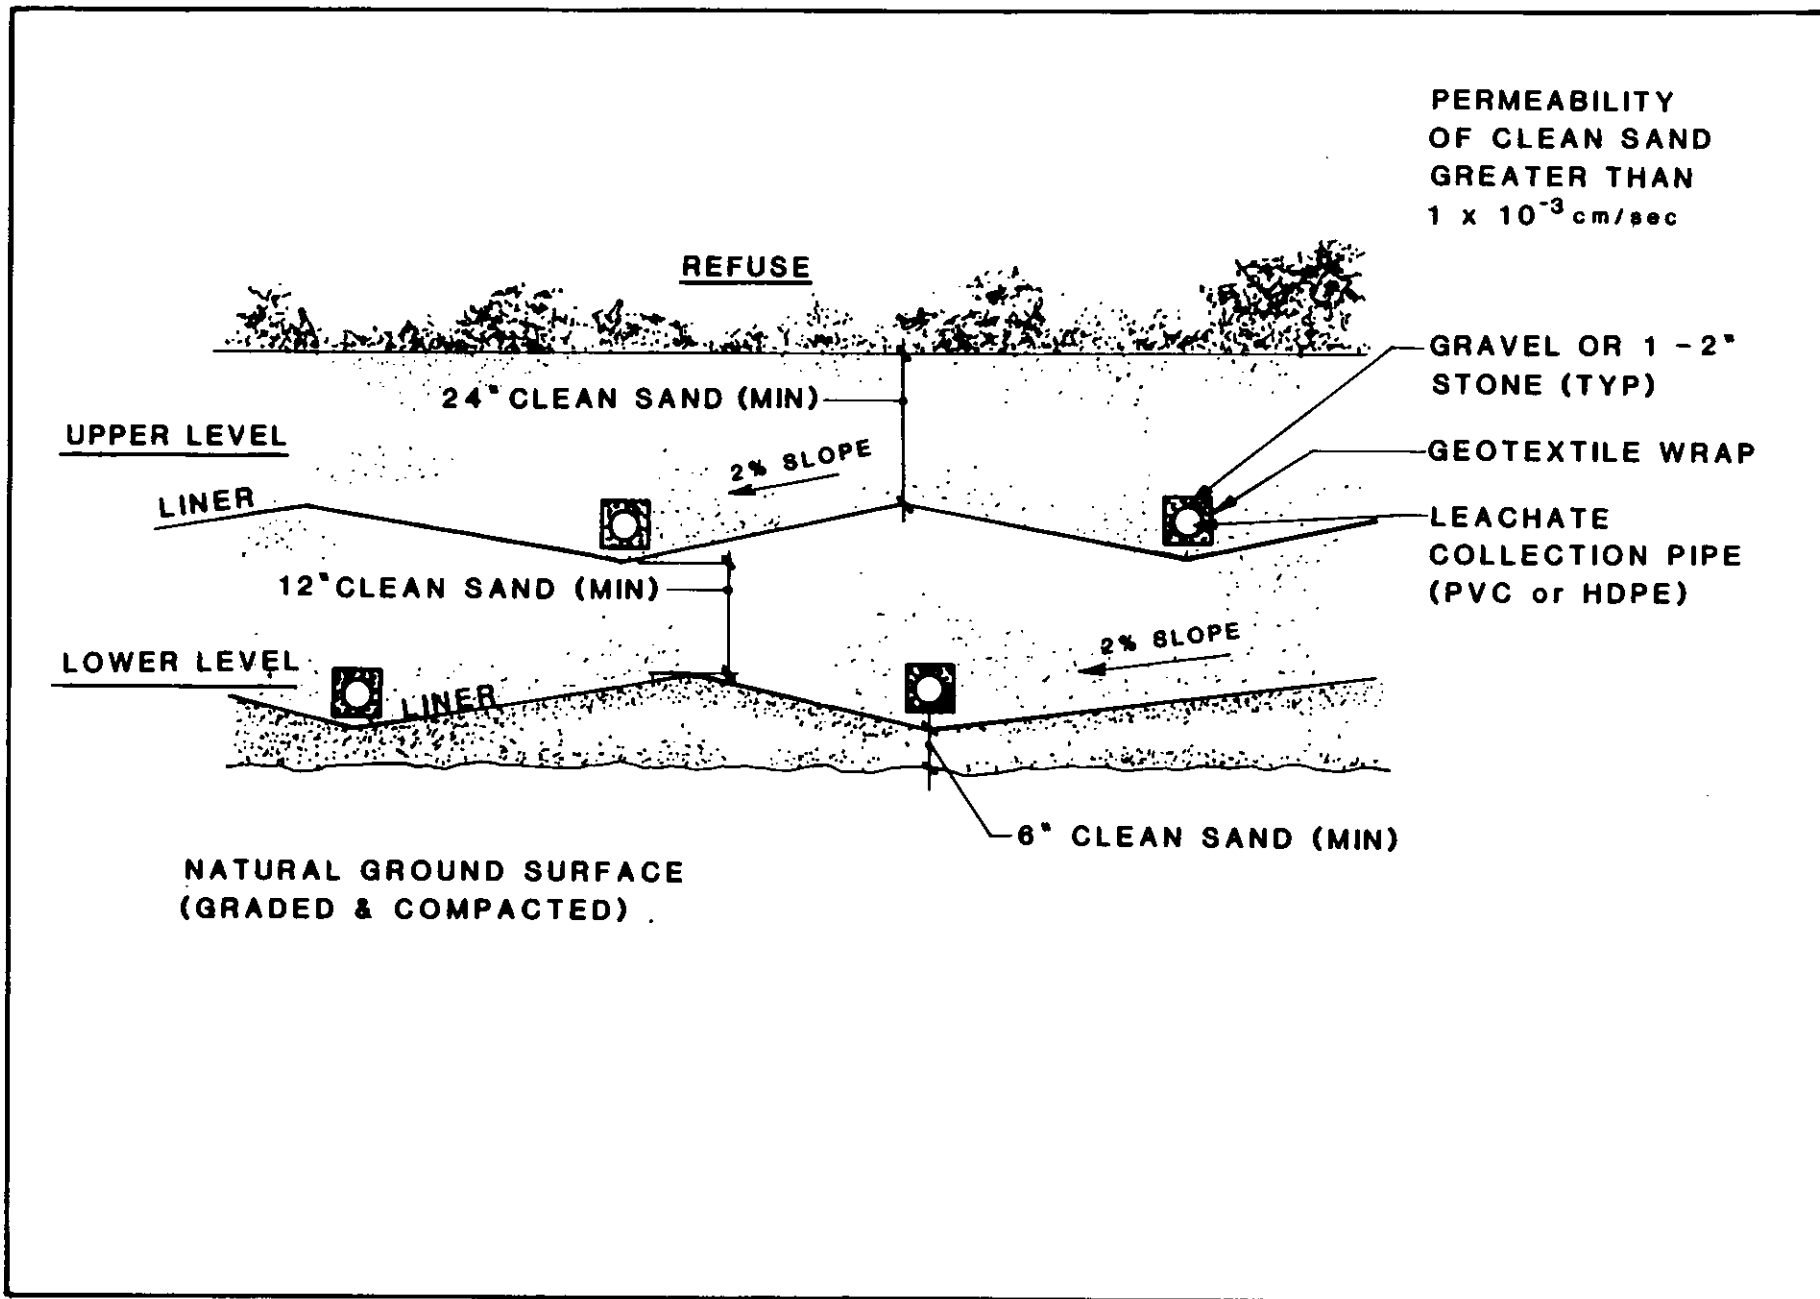 PERMEABILITY
OF CLEAN SAND
GREATER THAN
1 x 10⁻³ cm/sec
REFUSE
GRAVEL OR 1 - 2"
STONE (TYP)
24" CLEAN SAND (MIN)
UPPER LEVEL
2% SLOPE
GEOTEXTILE WRAP
LINER
LEACHATE
COLLECTION PIPE
(PVC or HDPE)
12" CLEAN SAND (MIN)
2% SLOPE
LOWER LEVEL
LINER
6" CLEAN SAND (MIN)
NATURAL GROUND SURFACE
(GRADED & COMPACTED)